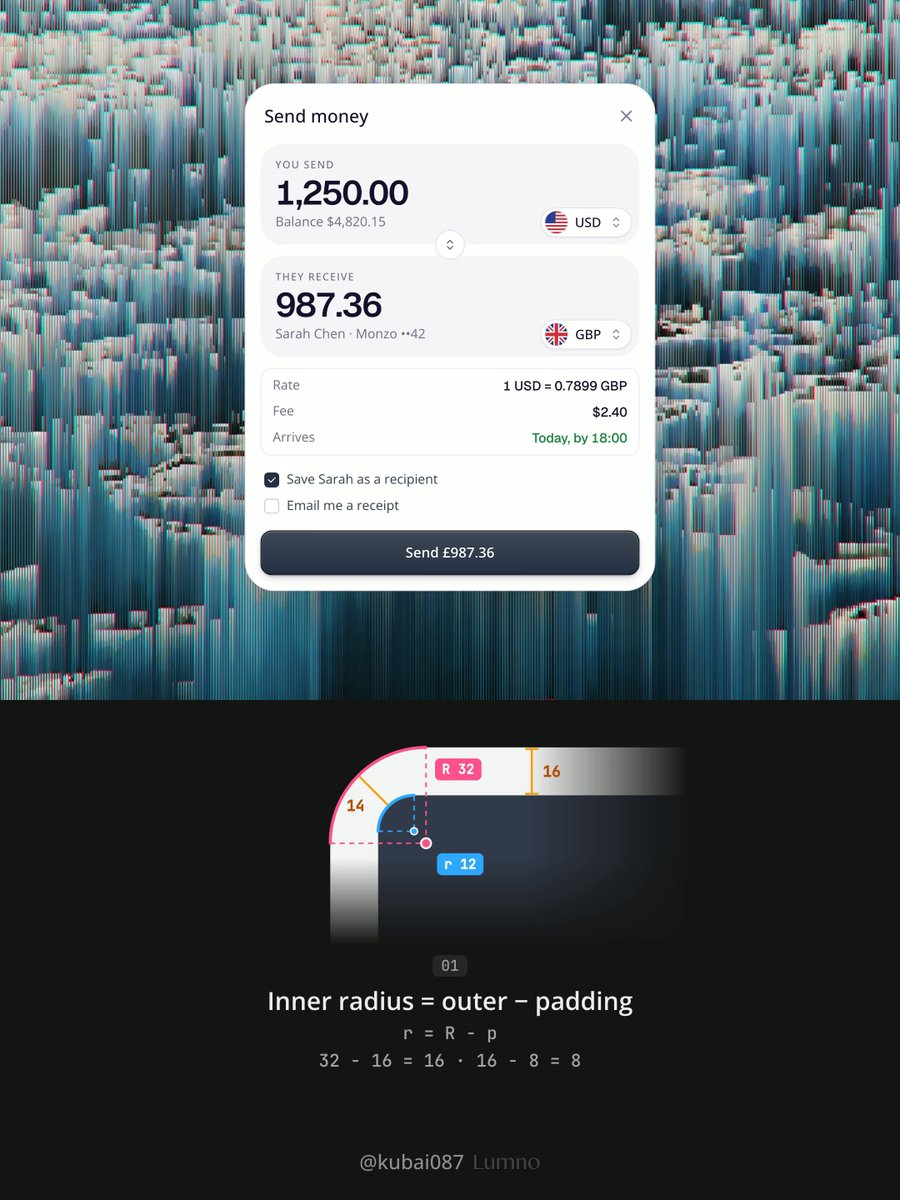 Send money
YOU SEND
1,250.00
Balance $4,820.15
USD
THEY RECEIVE
987.36
Sarah Chen · Monzo ••42
GBP
Rate
1 USD = 0.7899 GBP
Fee
$2.40
Arrives
Today, by 18:00
Save Sarah as a recipient
Email me a receipt
Send £987.36
R 32
16
14
r 12
01
Inner radius = outer − padding
r = R - p
32 - 16 = 16 · 16 - 8 = 8
@kubai087 Lumno